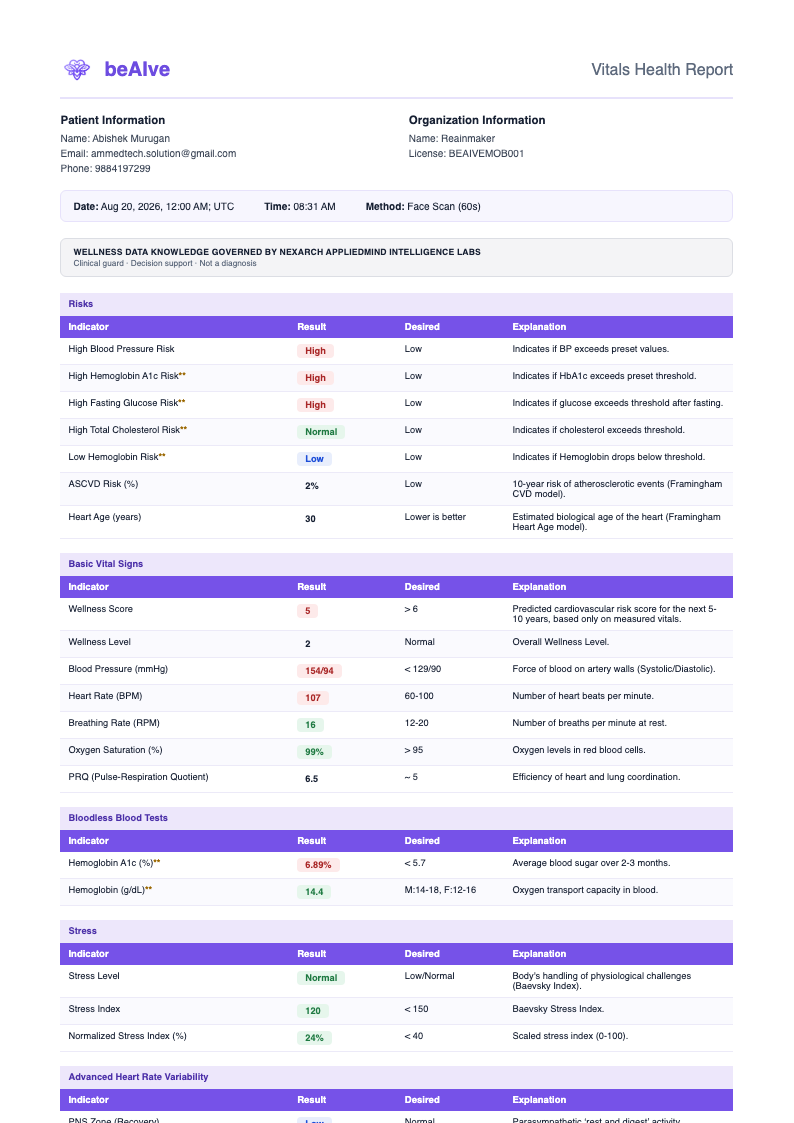 beAIve
Vitals Health Report
Patient Information
Name: Abishek Murugan
Email: ammedtech.solution@gmail.com
Phone: 9884197299
Organization Information
Name: Reainmaker
License: BEAIVEMOB001
Date: Aug 20, 2026, 12:00 AM; UTC Time: 08:31 AM Method: Face Scan (60s)
WELLNESS DATA KNOWLEDGE GOVERNED BY NEXARCH APPLIEDMIND INTELLIGENCE LABS
Clinical guard · Decision support · Not a diagnosis
Risks
Indicator Result Desired Explanation
High Blood Pressure Risk High Low Indicates if BP exceeds preset values.
High Hemoglobin A1c Risk** High Low Indicates if HbA1c exceeds preset threshold.
High Fasting Glucose Risk** High Low Indicates if glucose exceeds threshold after fasting.
High Total Cholesterol Risk** Normal Low Indicates if cholesterol exceeds threshold.
Low Hemoglobin Risk** Low Low Indicates if Hemoglobin drops below threshold.
ASCVD Risk (%) 2% Low 10-year risk of atherosclerotic events (Framingham
CVD model).
Heart Age (years) 30 Lower is better Estimated biological age of the heart (Framingham
Heart Age model).
Basic Vital Signs
Indicator Result Desired Explanation
Wellness Score 5 > 6 Predicted cardiovascular risk score for the next 5-
10 years, based only on measured vitals.
Wellness Level 2 Normal Overall Wellness Level.
Blood Pressure (mmHg) 154/94 < 129/90 Force of blood on artery walls (Systolic/Diastolic).
Heart Rate (BPM) 107 60-100 Number of heart beats per minute.
Breathing Rate (RPM) 16 12-20 Number of breaths per minute at rest.
Oxygen Saturation (%) 99% > 95 Oxygen levels in red blood cells.
PRQ (Pulse-Respiration Quotient) 6.5 ~ 5 Efficiency of heart and lung coordination.
Bloodless Blood Tests
Indicator Result Desired Explanation
Hemoglobin A1c (%)** 6.89% < 5.7 Average blood sugar over 2-3 months.
Hemoglobin (g/dL)** 14.4 M:14-18, F:12-16 Oxygen transport capacity in blood.
Stress
Indicator Result Desired Explanation
Stress Level Normal Low/Normal Body's handling of physiological challenges
(Baevsky Index).
Stress Index 120 < 150 Baevsky Stress Index.
Normalized Stress Index (%) 24% < 40 Scaled stress index (0-100).
Advanced Heart Rate Variability
Indicator Result Desired Explanation
PNS Zone (Recovery) Low Normal Parasympathetic 'rest and digest' activity.